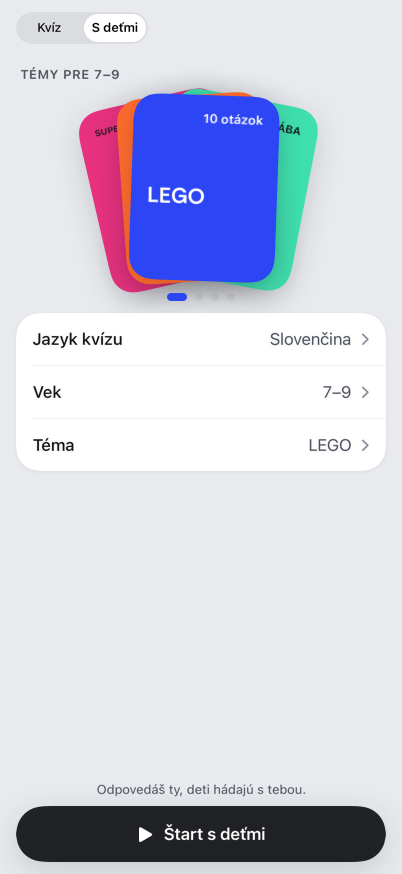 Kvíz
S deťmi
TÉMY PRE 7–9
10 otázok
LEGO
Jazyk kvízu
Slovenčina
Vek
7–9
Téma
LEGO
Odpovedáš ty, deti hádajú s tebou.
Štart s deťmi